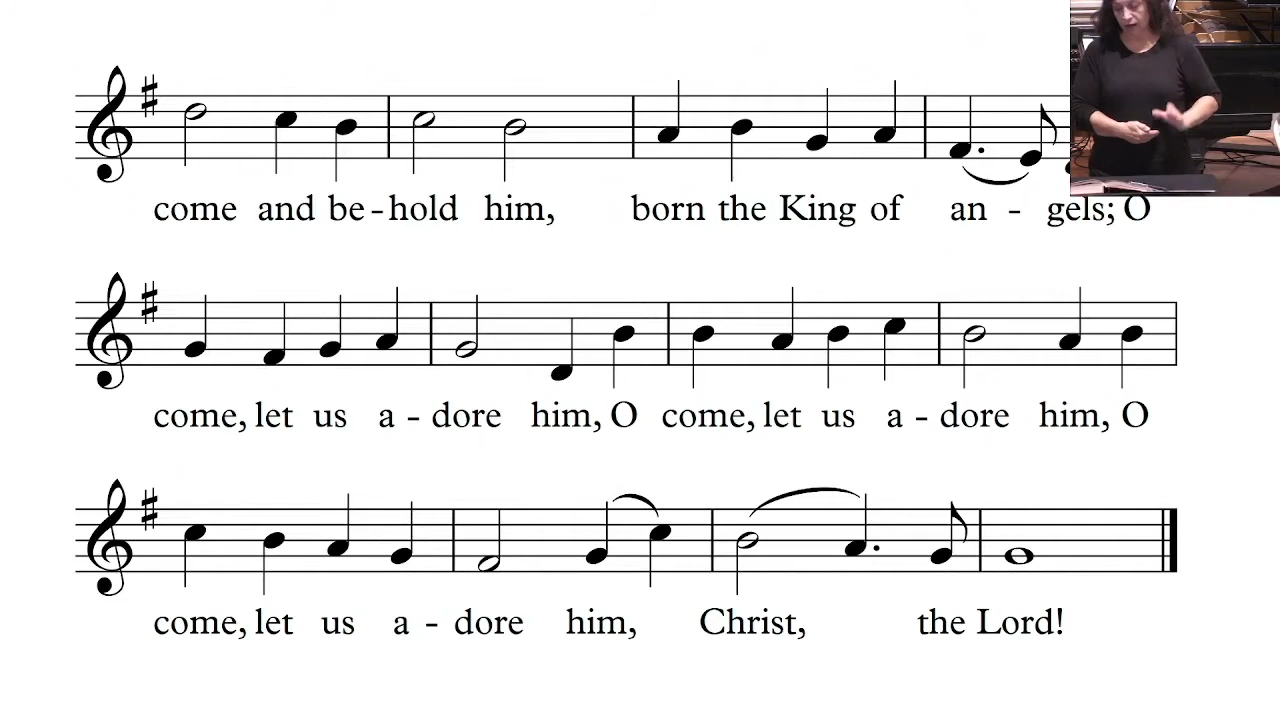 come and be-hold him, born the King of an - gels; O
come, let us a - dore him, O come, let us a - dore him, O
come, let us a - dore him, Christ, the Lord!